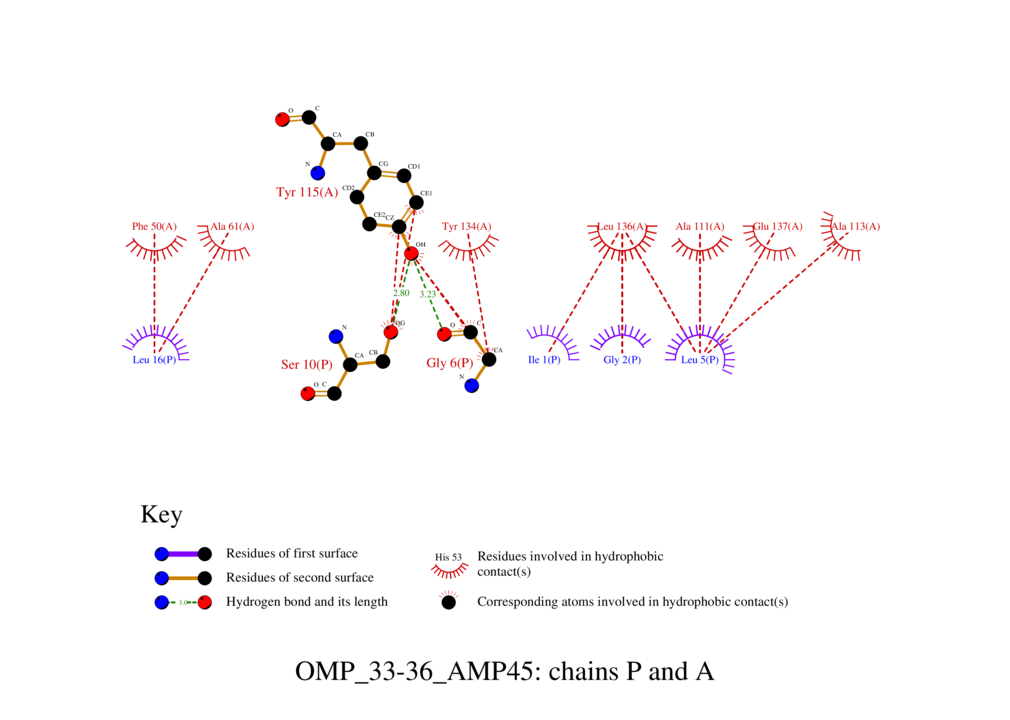 O C
CA CB
N CG CD1
Tyr 115(A) CD2 CE1
CE2 CZ
Phe 50(A) Ala 61(A) Tyr 134(A) Leu 136(A) Ala 111(A) Glu 137(A) Ala 113(A)
OH
2.80 3.23
N OG O C
Leu 16(P) Ser 10(P) CA CB Gly 6(P) CA Ile 1(P) Gly 2(P) Leu 5(P)
O C N
Key
Residues of first surface
Residues of second surface
Hydrogen bond and its length
3.0
His 53
Residues involved in hydrophobic
contact(s)
Corresponding atoms involved in hydrophobic contact(s)
OMP_33-36_AMP45: chains P and A